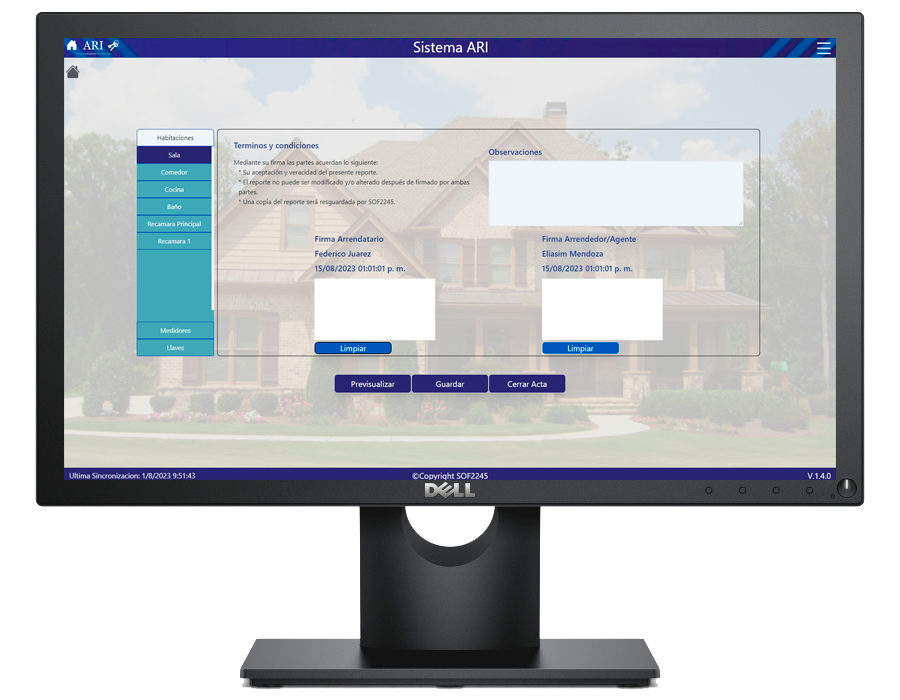 ARI
Sistema ARI
Habitaciones
Sala
Comedor
Cocina
Baño
Recamara Principal
Recamara 1
Medidores
Llaves
Terminos y condiciones
Mediante su firma las partes acuerdan lo siguiente:
* Su aceptación y veracidad del presente reporte.
* El reporte no puede ser modificado y/o alterado después de firmado por ambas
partes.
* Una copia del reporte será resguardada por SOF2245.
Observaciones
Firma Arrendatario
Federico Juarez
15/08/2023 01:01:01 p. m.
Limpiar
Firma Arrendedor/Agente
Eliasim Mendoza
15/08/2023 01:01:01 p. m.
Limpiar
Previsualizar
Guardar
Cerrar Acta
Ultima Sincronizacion: 1/8/2023 9:51:43
©Copyright SOF2245
V.1.4.0
DELL